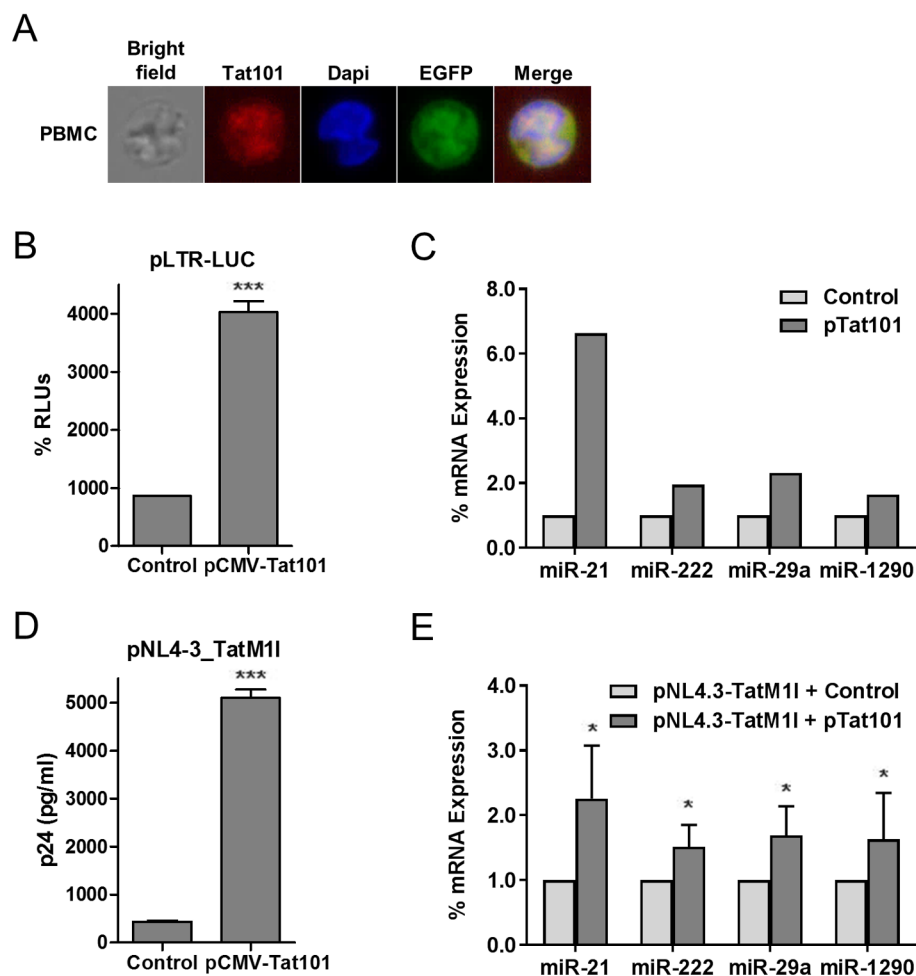 A
Bright
field
Tat101
Dapi
EGFP
Merge
PBMC
B
pLTR-LUC
***
4000
3000
2000
1000
0
% RLUs
Control
pCMV-Tat101
C
Control
pTat101
8.0
6.0
4.0
2.0
0.0
% mRNA Expression
miR-21
miR-222
miR-29a
miR-1290
D
pNL4-3_TatM1I
***
5000
4000
3000
2000
1000
0
p24 (pg/ml)
Control
pCMV-Tat101
E
pNL4.3-TatM1I + Control
pNL4.3-TatM1I + pTat101
4.0
3.0
2.0
1.0
0.0
% mRNA Expression
*
*
*
*
miR-21
miR-222
miR-29a
miR-1290